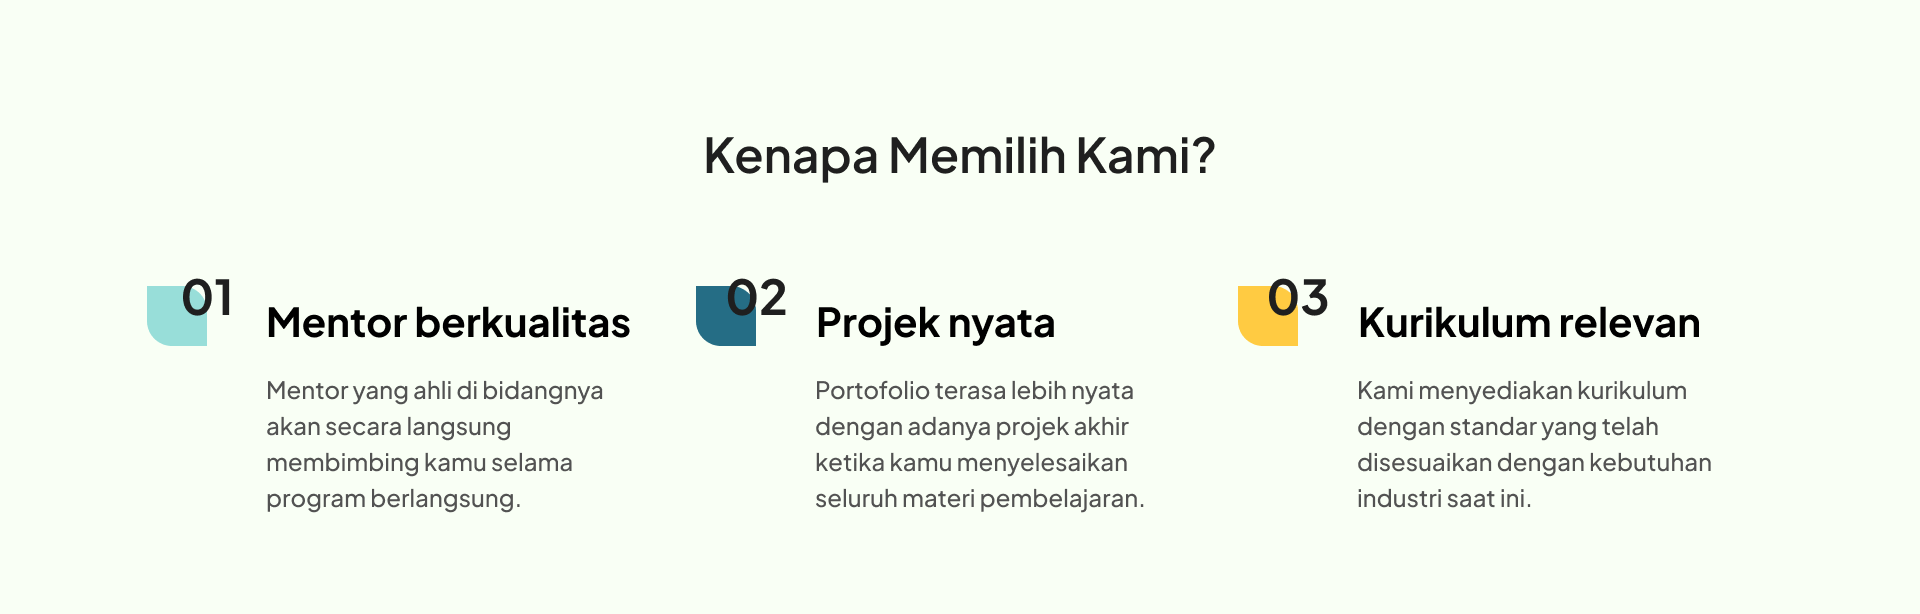 Kenapa Memilih Kami?
01
Mentor berkualitas
Mentor yang ahli di bidangnya
akan secara langsung
membimbing kamu selama
program berlangsung.
02
Projek nyata
Portofolio terasa lebih nyata
dengan adanya projek akhir
ketika kamu menyelesaikan
seluruh materi pembelajaran.
03
Kurikulum relevan
Kami menyediakan kurikulum
dengan standar yang telah
disesuaikan dengan kebutuhan
industri saat ini.